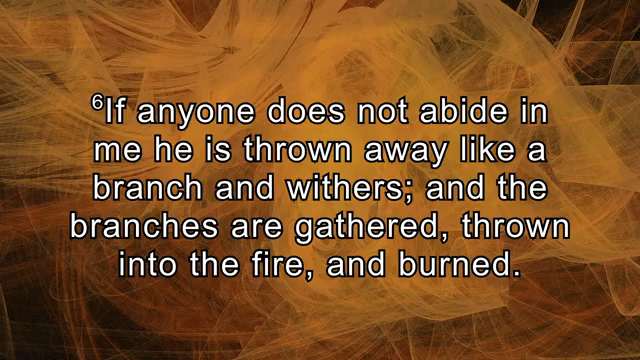 ⁶If anyone does not abide in
me he is thrown away like a
branch and withers; and the
branches are gathered, thrown
into the fire, and burned.